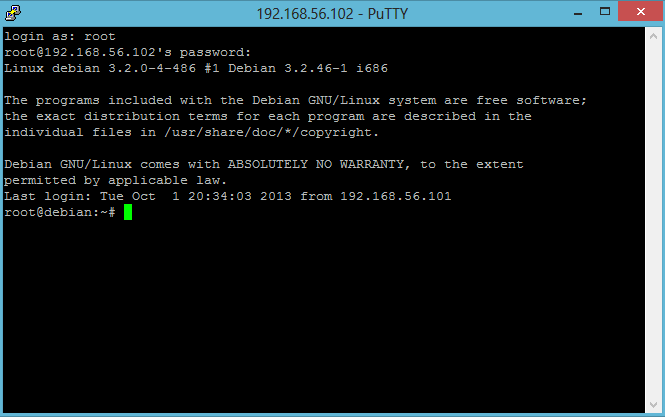 192.168.56.102 - PuTTY
login as: root
root@192.168.56.102's password:
Linux debian 3.2.0-4-486 #1 Debian 3.2.46-1 i686
The programs included with the Debian GNU/Linux system are free software;
the exact distribution terms for each program are described in the
individual files in /usr/share/doc/*/copyright.
Debian GNU/Linux comes with ABSOLUTELY NO WARRANTY, to the extent
permitted by applicable law.
Last login: Tue Oct  1 20:34:03 2013 from 192.168.56.101
root@debian:~#